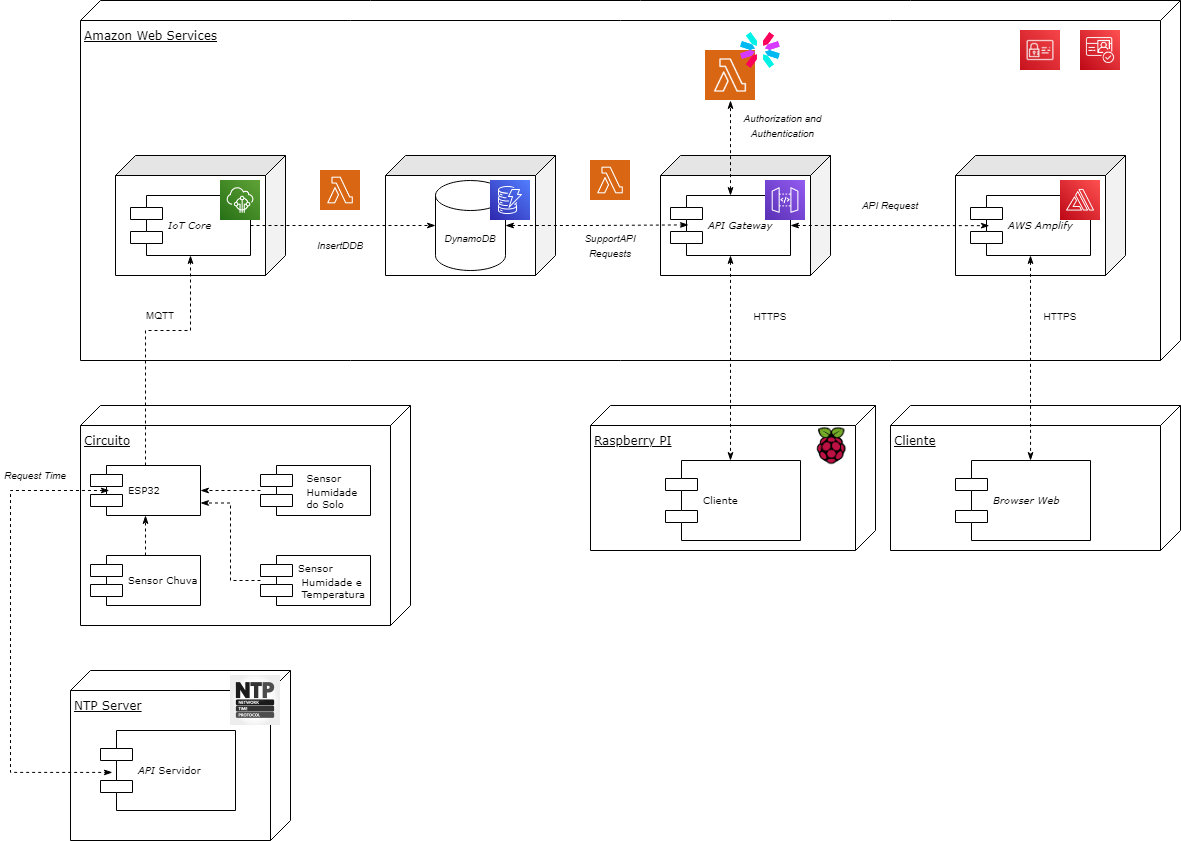 Amazon Web Services
Authorization and
Authentication
IoT Core
InsertDDB
DynamoDB
SupportAPI
Requests
API Gateway
API Request
AWS Amplify
MQTT
HTTPS
HTTPS
Circuito
Request Time
ESP32
Sensor
Humidade
do Solo
Sensor Chuva
Sensor
Humidade e
Temperatura
Raspberry PI
Cliente
Cliente
Browser Web
NTP Server
NTP
NETWORK
TIME
PROTOCOL
API Servidor